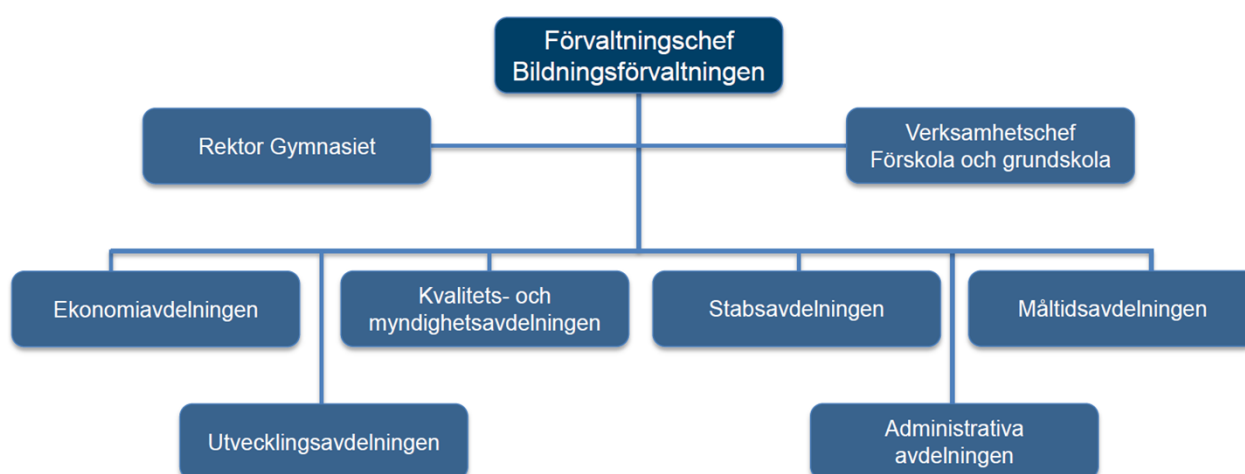 Förvaltningschef
Bildningsförvaltningen
Rektor Gymnasiet
Verksamhetschef
Förskola och grundskola
Ekonomiavdelningen
Kvalitets- och
myndighetsavdelningen
Stabsavdelningen
Måltidsavdelningen
Utvecklingsavdelningen
Administrativa
avdelningen